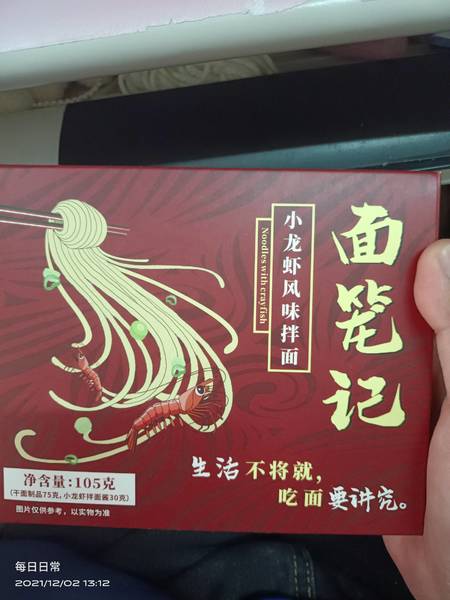 面笔记
小龙虾风味拌面
Noodles with crayfish
生活不将就，
吃面要讲究。
净含量：105克
（干面制品75克，小龙虾拌面酱30克）
图片仅供参考，以实物为准
每日日常
2021/12/02 13:12